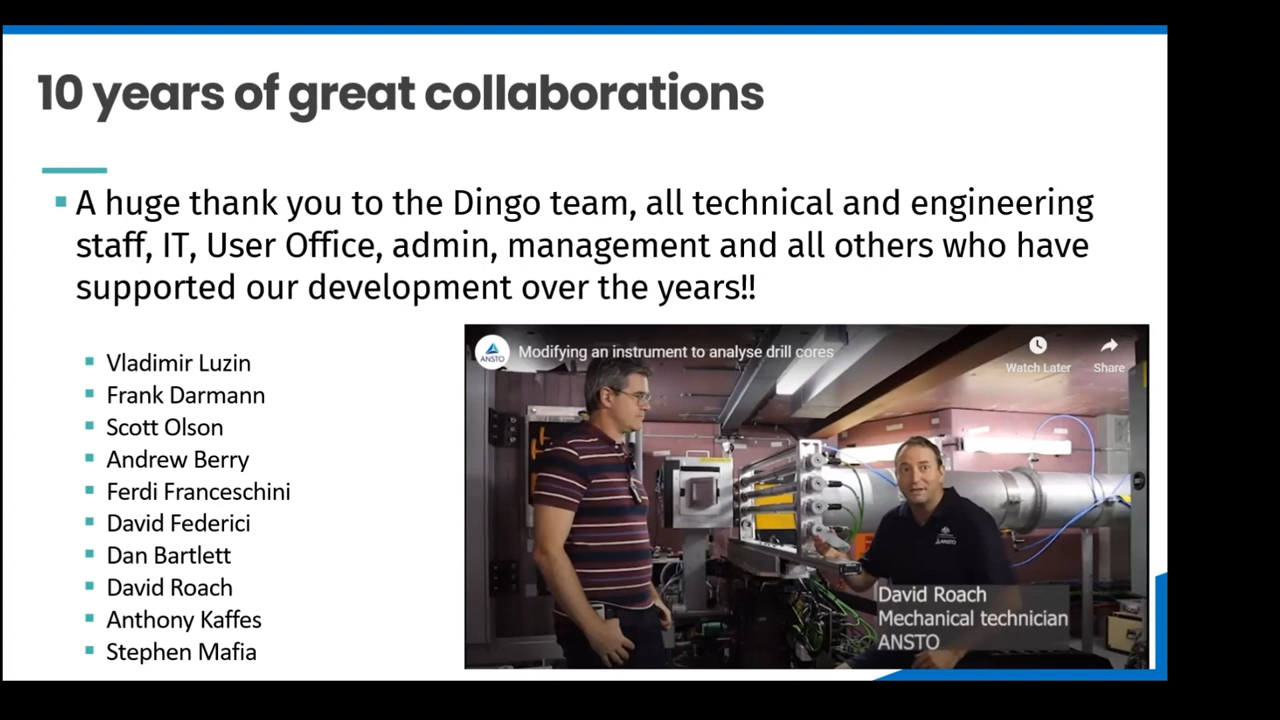 10 years of great collaborations
A huge thank you to the Dingo team, all technical and engineering
staff, IT, User Office, admin, management and all others who have
supported our development over the years!!
Vladimir Luzin
Frank Darmann
Scott Olson
Andrew Berry
Ferdi Franceschini
David Federici
Dan Bartlett
David Roach
Anthony Kaffes
Stephen Mafia
ANSTO
Modifying an instrument to analyse drill cores
Watch Later
Share
ANSTO
David Roach
Mechanical technician
ANSTO